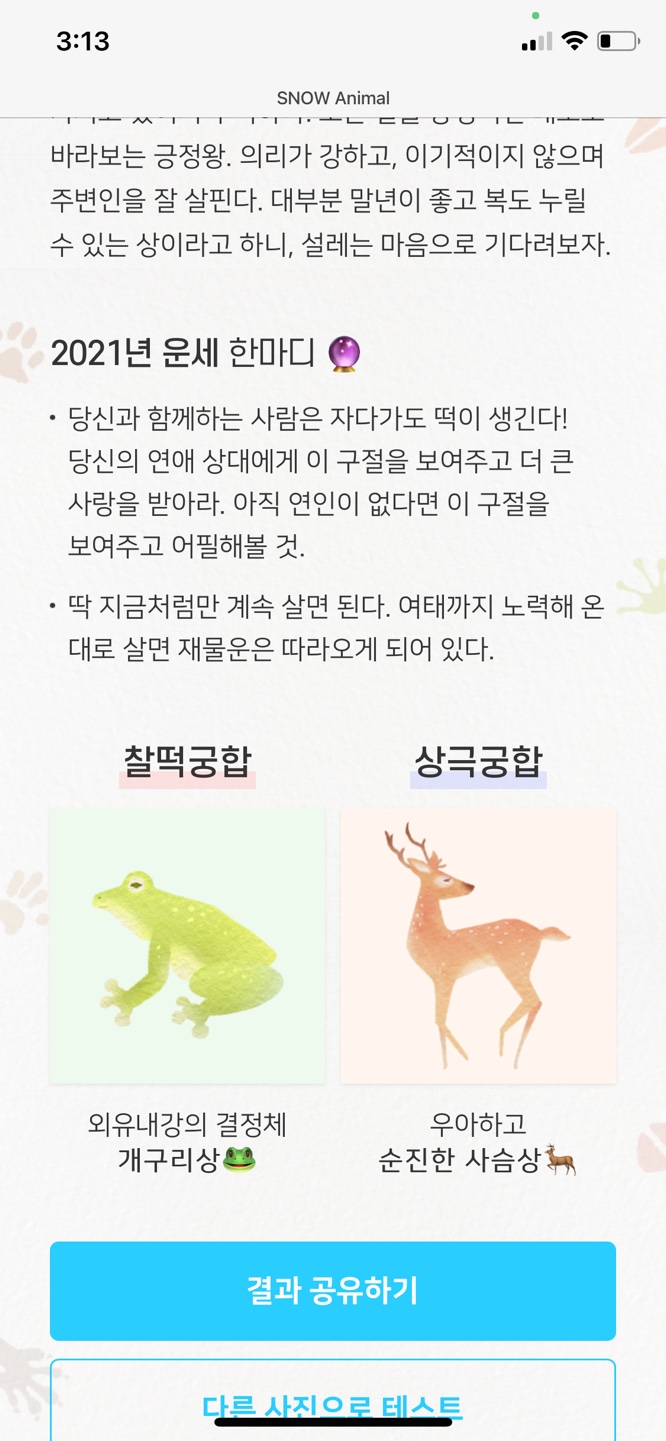 3:13
SNOW Animal
바라보는 긍정왕. 의리가 강하고, 이기적이지 않으며
주변인을 잘 살핀다. 대부분 말년이 좋고 복도 누릴
수 있는 상이라고 하니, 설레는 마음으로 기다려보자.
2021년 운세 한마디 🔮
• 당신과 함께하는 사람은 자다가도 떡이 생긴다!
당신의 연애 상대에게 이 구절을 보여주고 더 큰
사랑을 받아라. 아직 연인이 없다면 이 구절을
보여주고 어필해볼 것.
• 딱 지금처럼만 계속 살면 된다. 여태까지 노력해 온
대로 살면 재물운은 따라오게 되어 있다.
찰떡궁합
상극궁합
외유내강의 결정체
개구리상🐸
우아하고
순진한 사슴상🦌
결과 공유하기
다른 사진으로 테스트